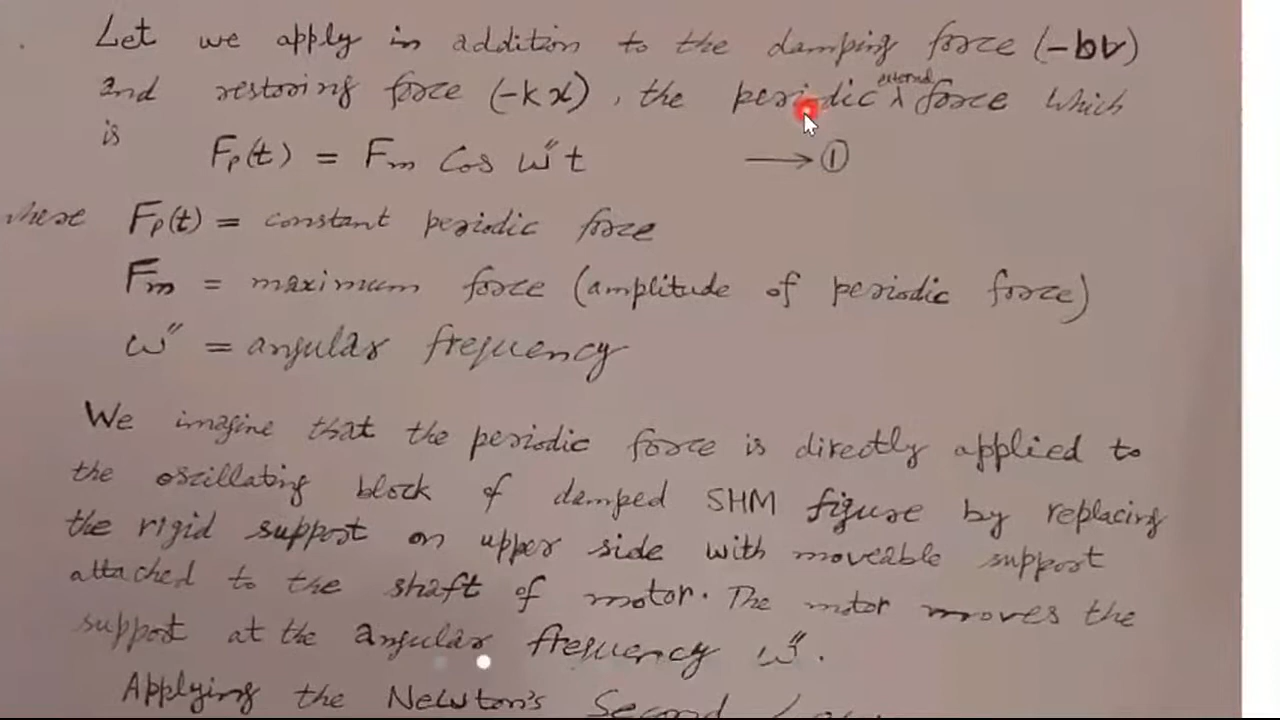 Let we apply in addition to the damping force (-bv)
and restoring force (-kx), the periodic external force which
is
Fp(t) = Fm Cos ω″t → ①
where Fp(t) = constant periodic force
Fm = maximum force (amplitude of periodic force)
ω″ = angular frequency
We imagine that the periodic force is directly applied to
the oscillating block of damped SHM figure by replacing
the rigid support on upper side with moveable support
attached to the shaft of motor. The motor moves the
support at the angular frequency ω″.
Applying the Newton's Second